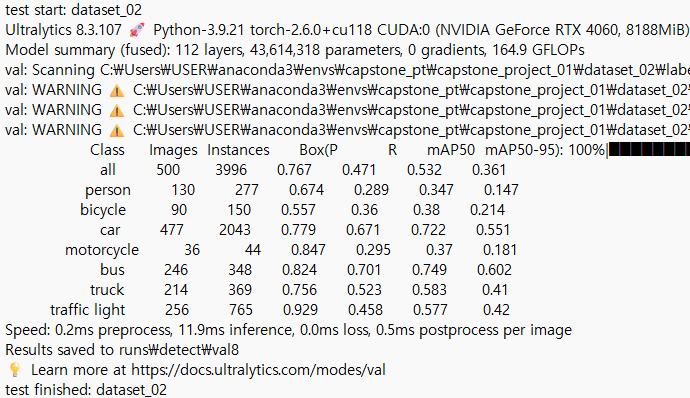 test start: dataset_02
Ultralytics 8.3.107 🚀 Python-3.9.21 torch-2.6.0+cu118 CUDA:0 (NVIDIA GeForce RTX 4060, 8188MiB)
Model summary (fused): 112 layers, 43,614,318 parameters, 0 gradients, 164.9 GFLOPs
val: Scanning C:₩Users₩USER₩anaconda3₩envs₩capstone_pt₩capstone_project_01₩dataset_02₩labe
val: WARNING ⚠️ C:₩Users₩USER₩anaconda3₩envs₩capstone_pt₩capstone_project_01₩dataset_02₩
val: WARNING ⚠️ C:₩Users₩USER₩anaconda3₩envs₩capstone_pt₩capstone_project_01₩dataset_02₩
val: WARNING ⚠️ C:₩Users₩USER₩anaconda3₩envs₩capstone_pt₩capstone_project_01₩dataset_02₩
Class Images Instances Box(P R mAP50 mAP50-95): 100%
all 500 3996 0.767 0.471 0.532 0.361
person 130 277 0.674 0.289 0.347 0.147
bicycle 90 150 0.557 0.36 0.38 0.214
car 477 2043 0.779 0.671 0.722 0.551
motorcycle 36 44 0.847 0.295 0.37 0.181
bus 246 348 0.824 0.701 0.749 0.602
truck 214 369 0.756 0.523 0.583 0.41
traffic light 256 765 0.929 0.458 0.577 0.42
Speed: 0.2ms preprocess, 11.9ms inference, 0.0ms loss, 0.5ms postprocess per image
Results saved to runs₩detect₩val8
💡 Learn more at https://docs.ultralytics.com/modes/val
test finished: dataset_02